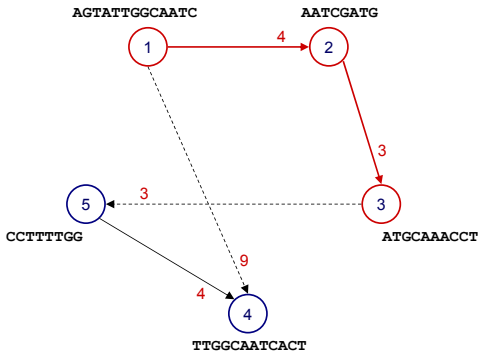 AGTATTGGCAATC AATCGATG
1 4 2
3
5 3 3
CCTTTTGG ATGCAAACCT
9
4 4
TTGGCAATCACT